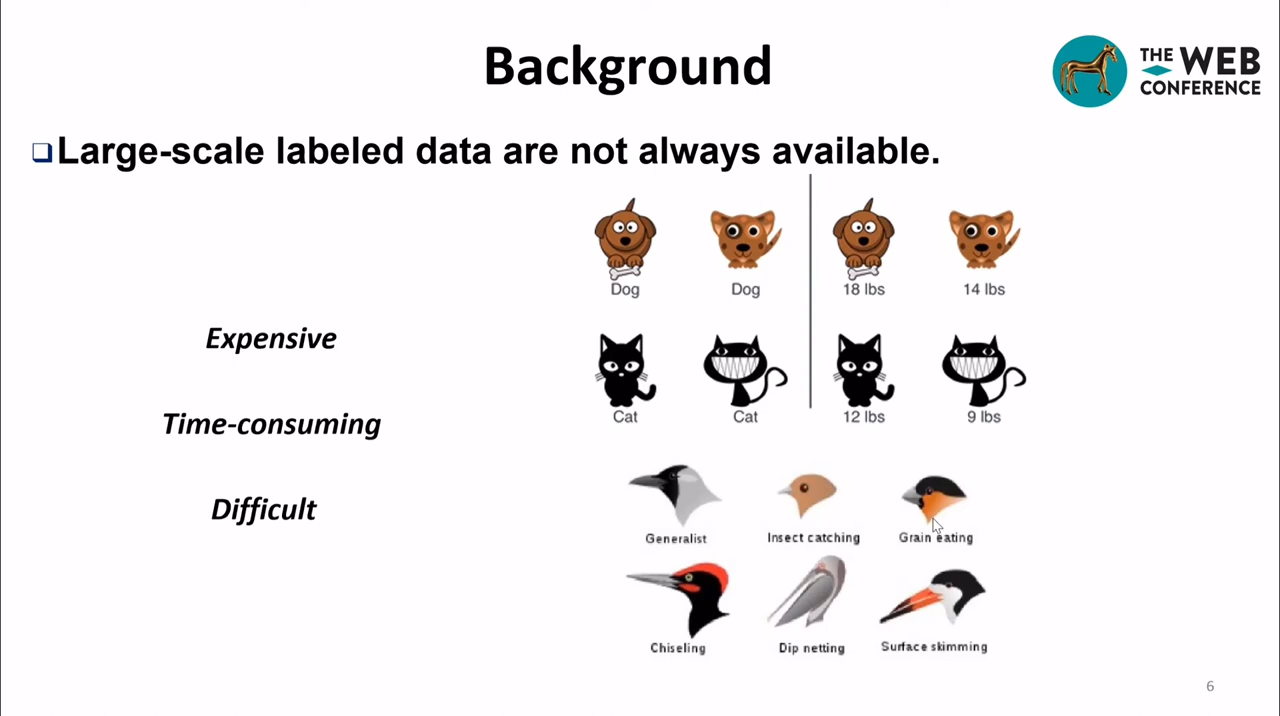 Background
THE WEB
CONFERENCE
Large-scale labeled data are not always available.
Dog Dog 18 lbs 14 lbs
Expensive
Cat Cat 12 lbs 9 lbs
Time-consuming
Difficult
Generalist Insect catching Grain eating
Chiseling Dip netting Surface skimming
6